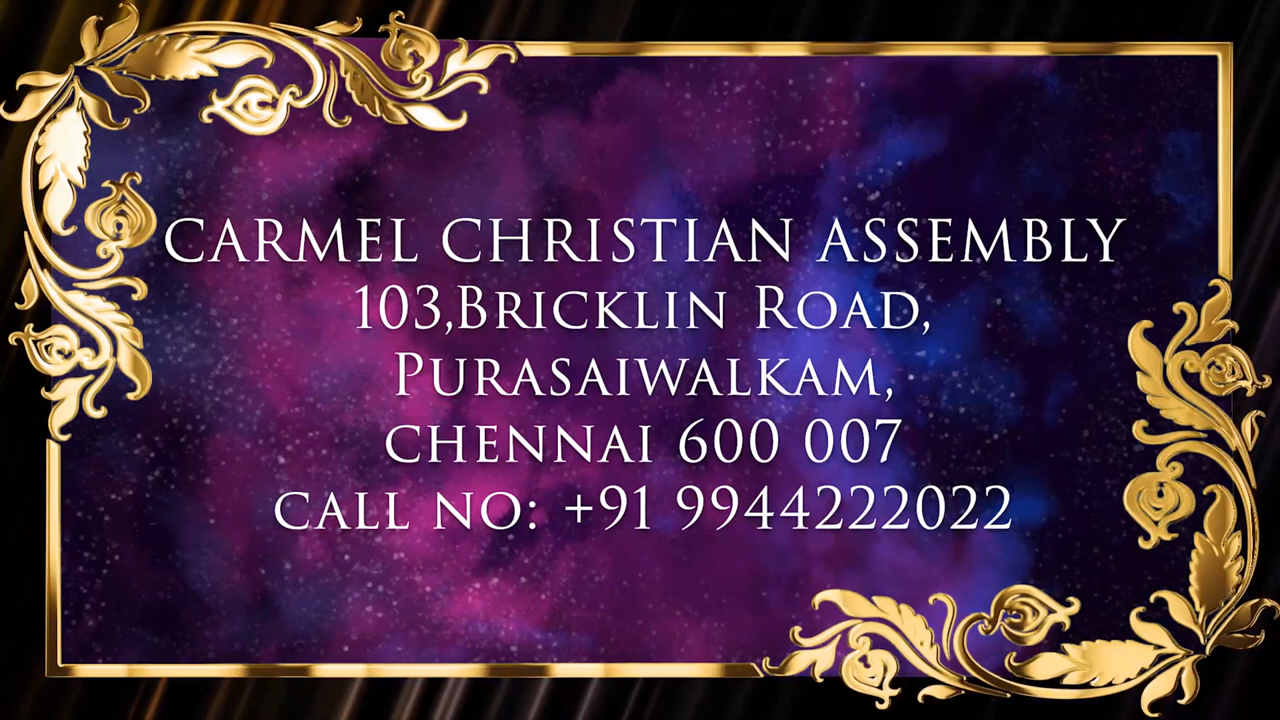 CARMEL CHRISTIAN ASSEMBLY
103,Bricklin Road,
Purasaiwalkam,
chennai 600 007
call no: +91 9944222022